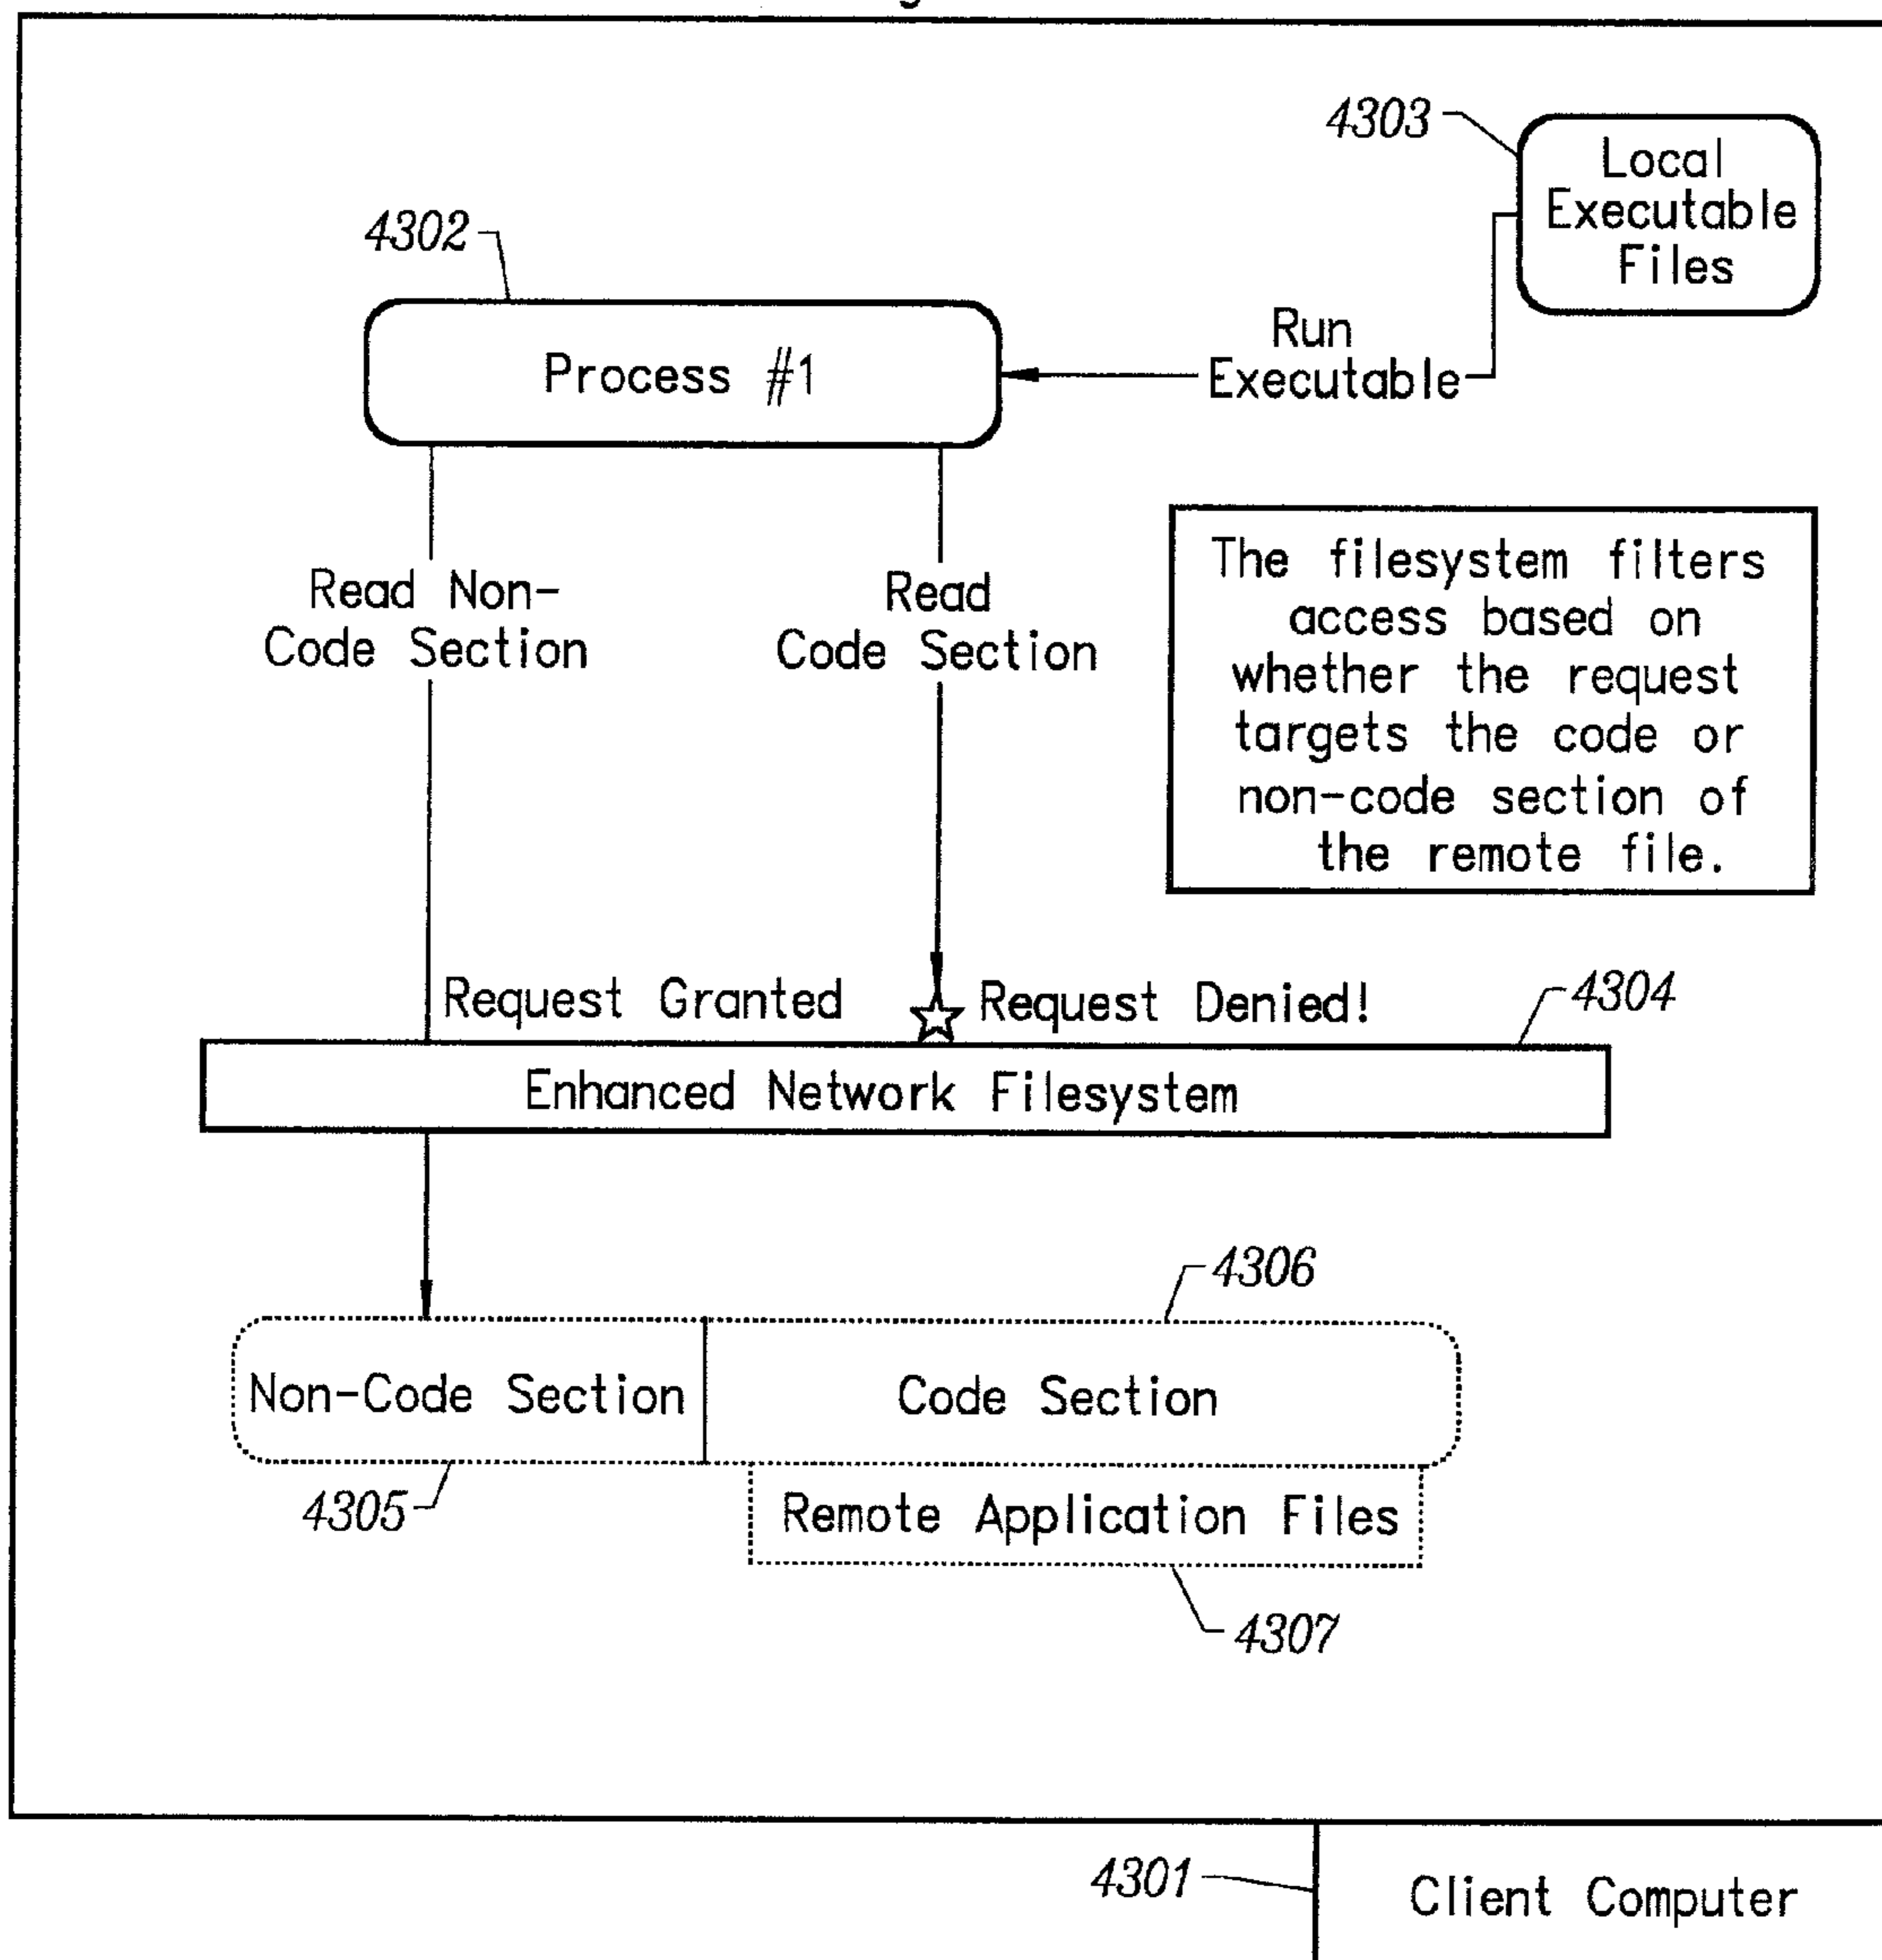 4303
Local
Executable
Files
4302
Run
Executable
Process #1
Read Non-
Code Section
Read
Code Section
The filesystem filters
access based on
whether the request
targets the code or
non-code section of
the remote file.
Request Granted
Request Denied!
4304
Enhanced Network Filesystem
4306
Non-Code Section
Code Section
4305
Remote Application Files
4307
4301
Client Computer